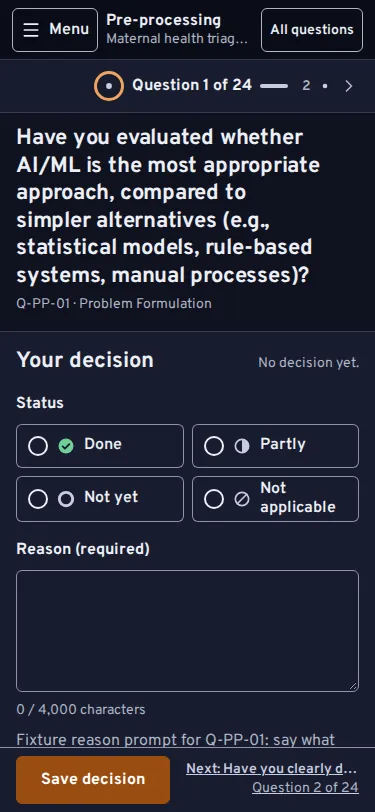 Menu
Pre-processing
Maternal health triag...
All questions
Question 1 of 24
2
Have you evaluated whether
AI/ML is the most appropriate
approach, compared to
simpler alternatives (e.g.,
statistical models, rule-based
systems, manual processes)?
Q-PP-01 · Problem Formulation
Your decision
No decision yet.
Status
Done
Partly
Not yet
Not
applicable
Reason (required)
0 / 4,000 characters
Fixture reason prompt for Q-PP-01: say what
Save decision
Next: Have you clearly d...
Question 2 of 24